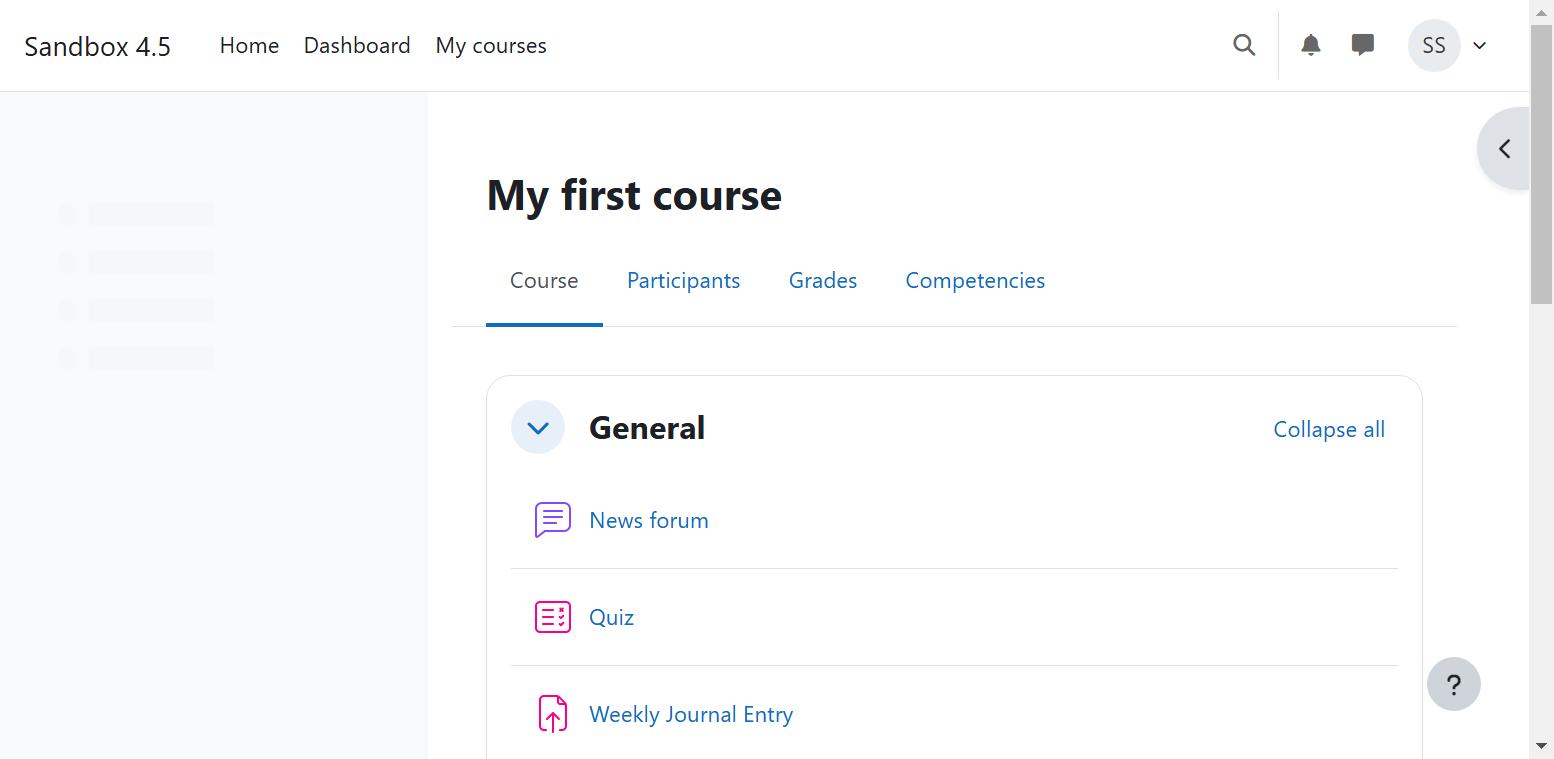 Sandbox 4.5 Home Dashboard My courses SS
My first course
Course Participants Grades Competencies
General Collapse all
News forum
Quiz
Weekly Journal Entry
?